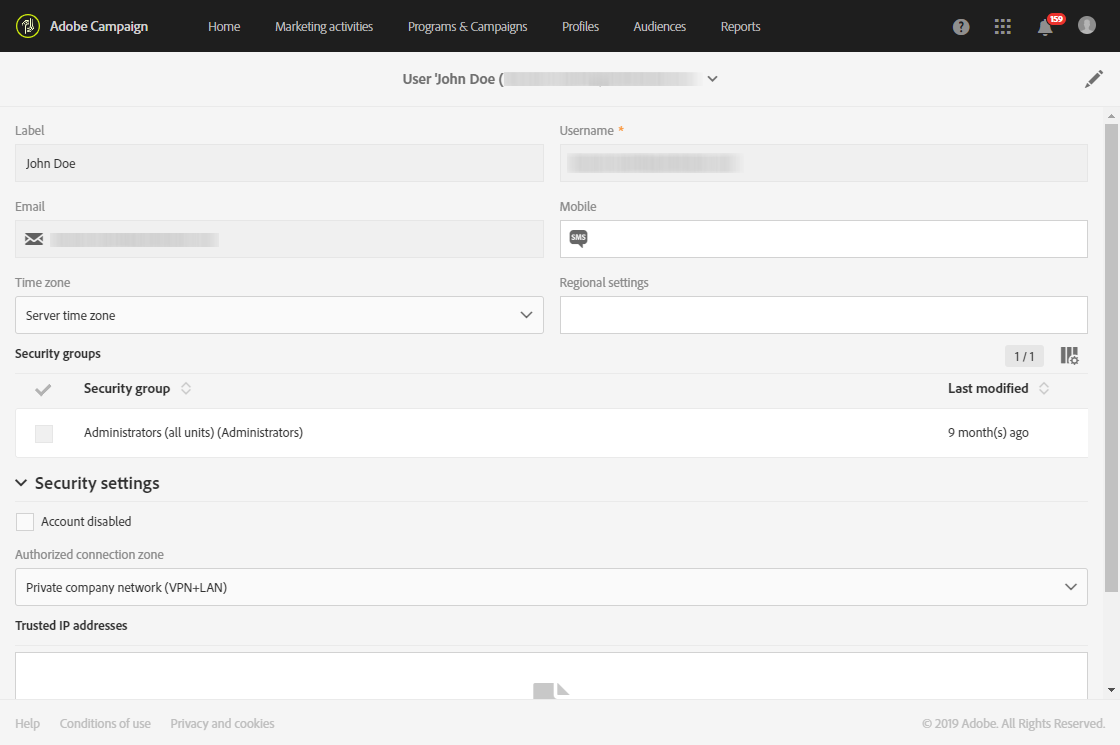 Adobe Campaign Home Marketing activities Programs & Campaigns Profiles Audiences Reports ? 159
User 'John Doe (
Label Username *
John Doe
Email Mobile
SMS
Time zone Regional settings
Server time zone
Security groups 1 / 1
Security group Last modified
Administrators (all units) (Administrators) 9 month(s) ago
Security settings
Account disabled
Authorized connection zone
Private company network (VPN+LAN)
Trusted IP addresses
Help Conditions of use Privacy and cookies © 2019 Adobe. All Rights Reserved.